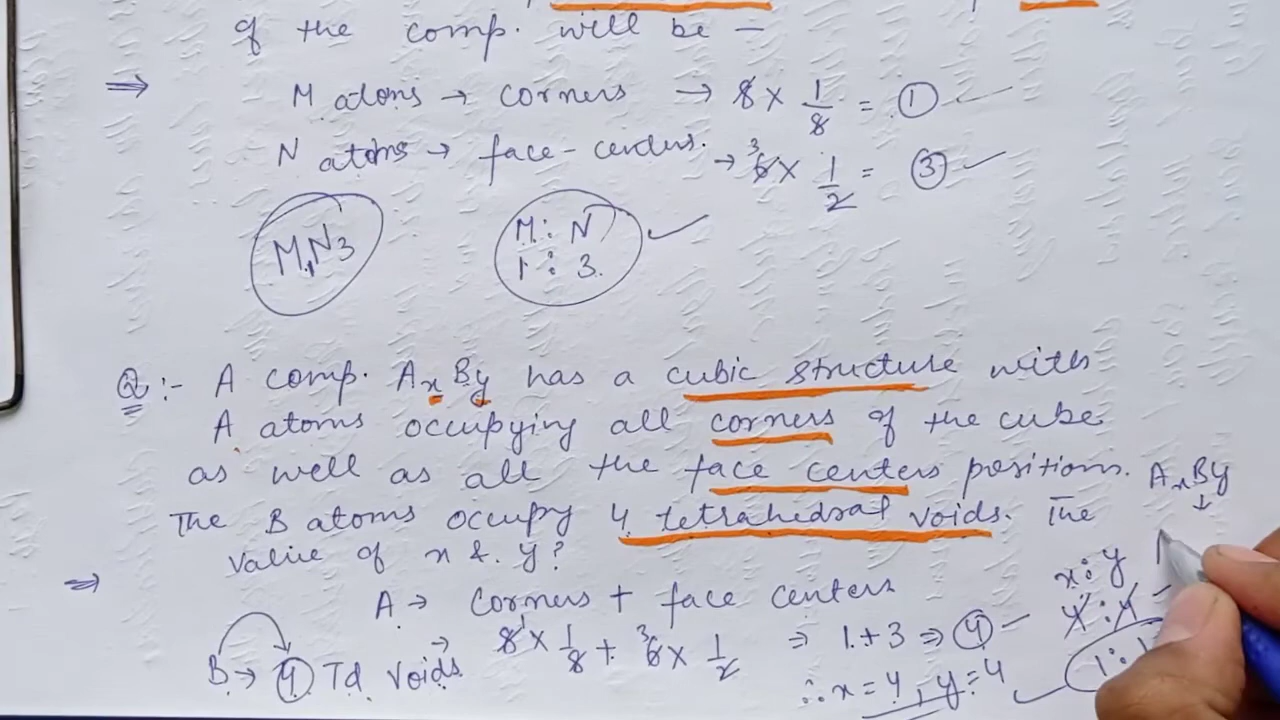 of the comp. will be –
⇒ M atoms → corners → 8 × 1/8 = 1
N atoms → face-centers. → 6 × 1/2 = 3
M1N3
M : N
1 : 3.
Q :- A comp. AxBy has a cubic structure with
A atoms occupying all corners of the cube
as well as all the face centers positions.
The B atoms occupy 4 tetrahedral voids. The
value of x & y?
AxBy
↓
⇒ A → corners + face centers
→ 8 × 1/8 + 6 × 1/2 ⇒ 1 + 3 ⇒ 4
B → 4 Td voids
∴ x = 4, y = 4
x : y
4 : 4